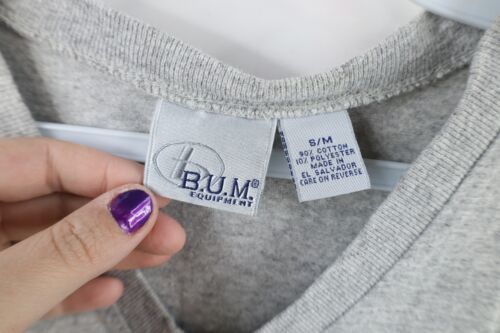 B.U.M.®
EQUIPMENT
S/M
90% COTTON
10% POLYESTER
MADE IN
EL SALVADOR
CARE ON REVERSE